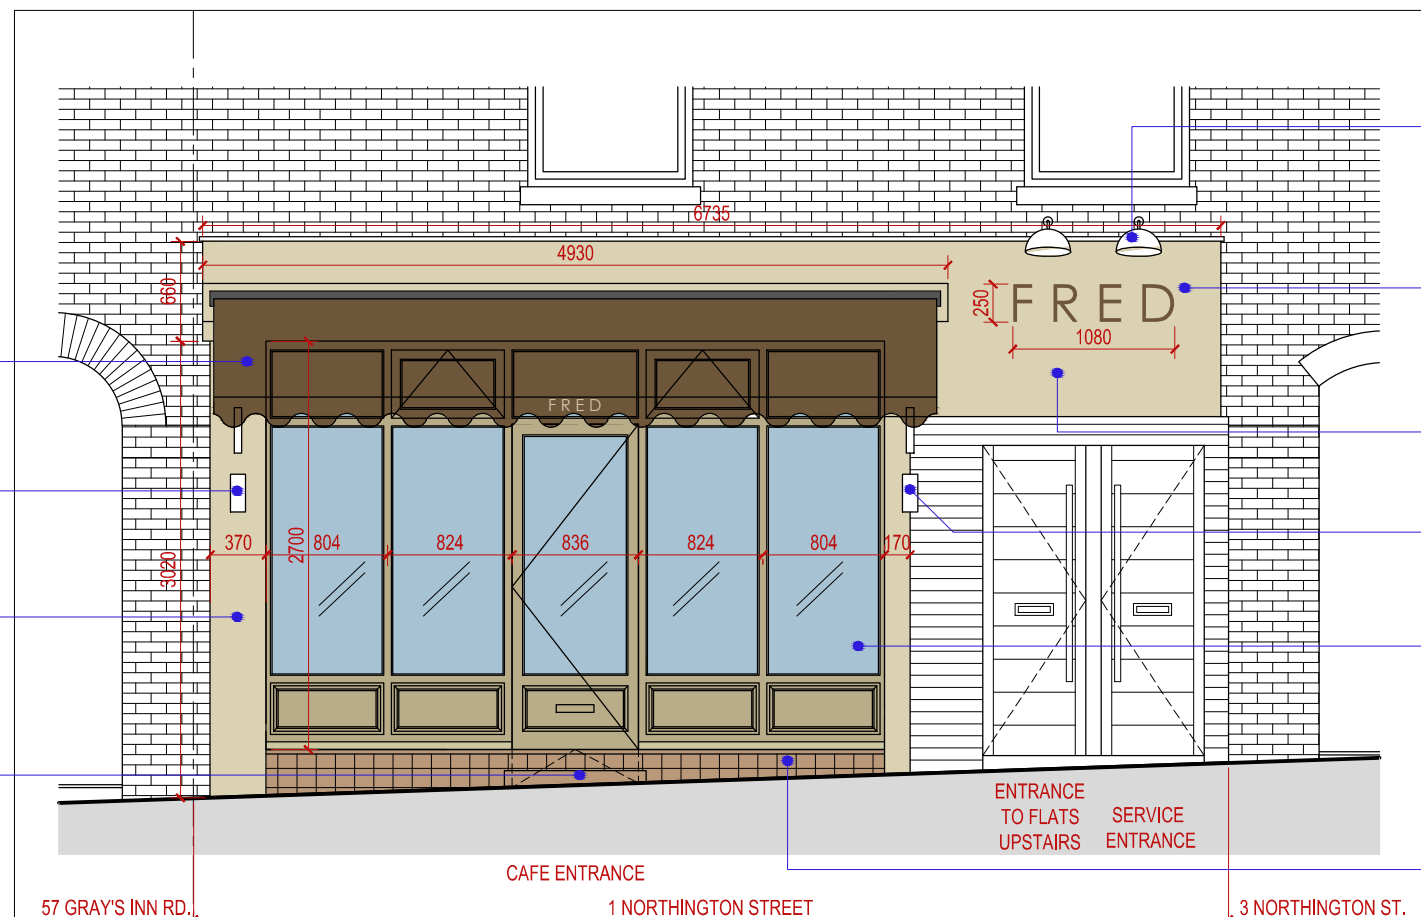 6735
4930
660
250
FRED
1080
FRED
370
804
2700
824
836
824
804
170
3020
ENTRANCE
TO FLATS
UPSTAIRS
SERVICE
ENTRANCE
CAFE ENTRANCE
57 GRAY'S INN RD.
1 NORTHINGTON STREET
3 NORTHINGTON ST.